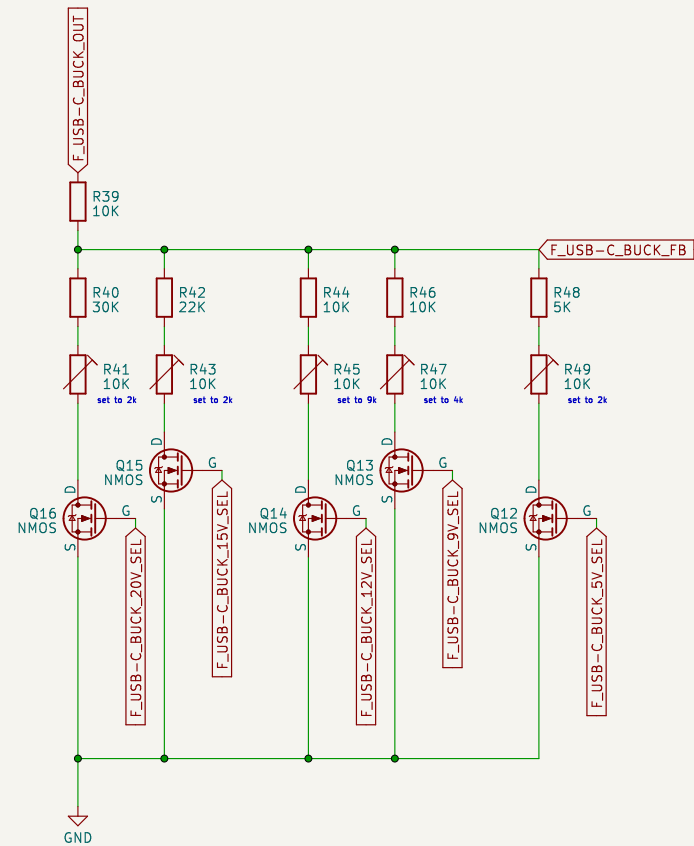 F_USB-C_BUCK_OUT
R39
10K
F_USB-C_BUCK_FB
R40
30K
R42
22K
R44
10K
R46
10K
R48
5K
R41
10K
set to 2k
R43
10K
set to 2k
R45
10K
set to 9k
R47
10K
set to 4k
R49
10K
set to 2k
Q15
NMOS
D
G
S
Q13
NMOS
D
G
S
Q16
NMOS
D
G
S
Q14
NMOS
D
G
S
Q12
NMOS
D
G
S
F_USB-C_BUCK_20V_SEL
F_USB-C_BUCK_15V_SEL
F_USB-C_BUCK_12V_SEL
F_USB-C_BUCK_9V_SEL
F_USB-C_BUCK_5V_SEL
GND